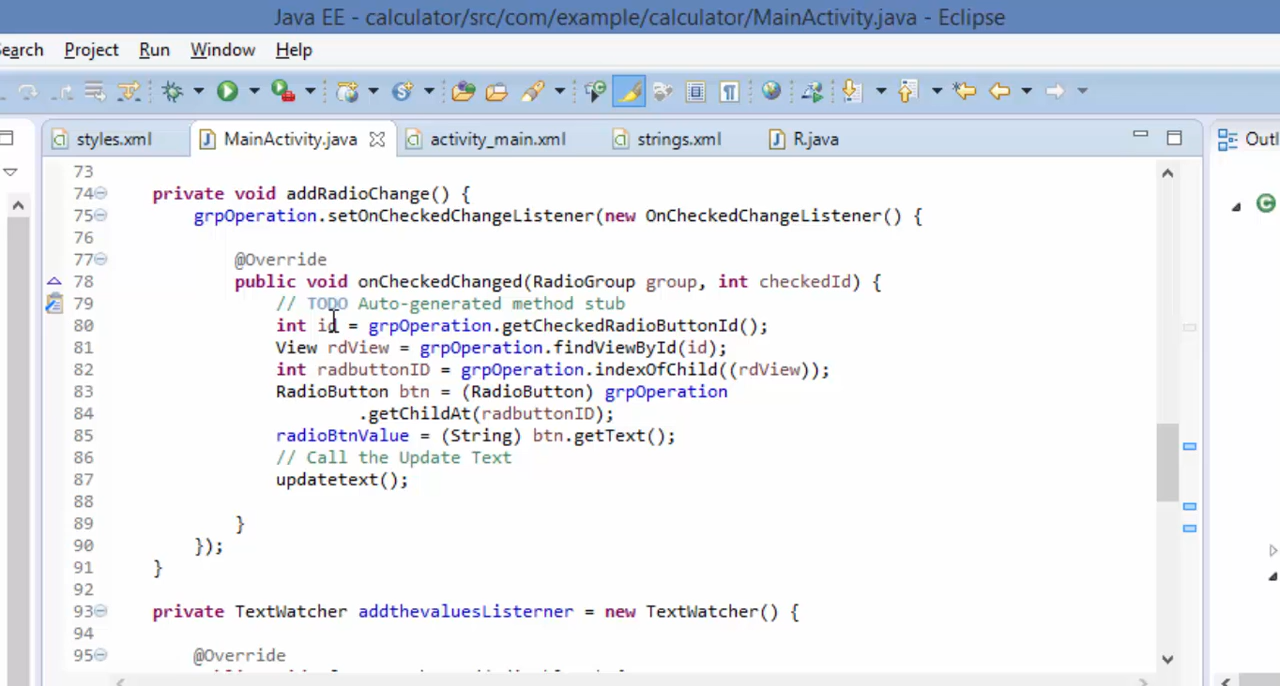 Java EE - calculator/src/com/example/calculator/MainActivity.java - Eclipse
Search Project Run Window Help
styles.xml MainActivity.java activity_main.xml strings.xml R.java Outl
73
74 private void addRadioChange() {
75 grpOperation.setOnCheckedChangeListener(new OnCheckedChangeListener() {
76
77 @Override
78 public void onCheckedChanged(RadioGroup group, int checkedId) {
79 // TODO Auto-generated method stub
80 int id = grpOperation.getCheckedRadioButtonId();
81 View rdView = grpOperation.findViewById(id);
82 int radbuttonID = grpOperation.indexOfChild((rdView));
83 RadioButton btn = (RadioButton) grpOperation
84 .getChildAt(radbuttonID);
85 radioBtnValue = (String) btn.getText();
86 // Call the Update Text
87 updatetext();
88
89 }
90 });
91 }
92
93 private TextWatcher addthevaluesListerner = new TextWatcher() {
94
95 @Override